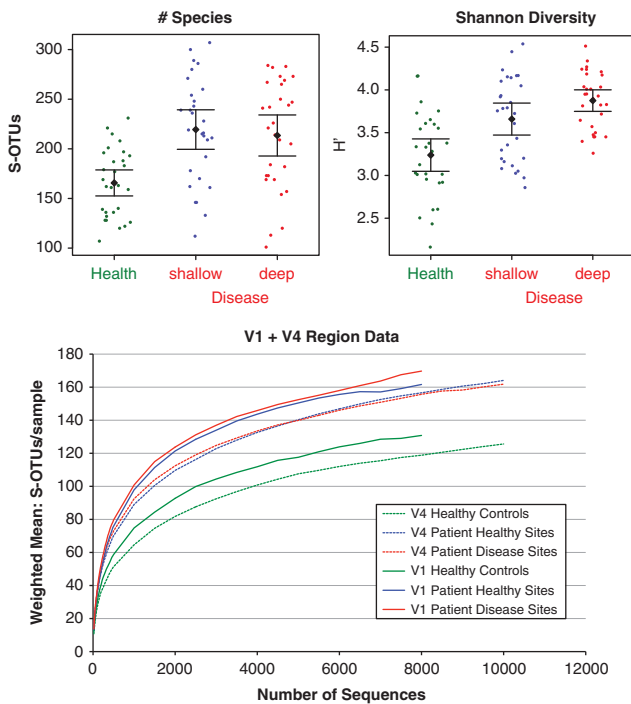 # Species
S-OTUs
300
250
200
150
100
Health
shallow
deep
Disease
Shannon Diversity
H'
4.5
4.0
3.5
3.0
2.5
Health
shallow
deep
Disease
V1 + V4 Region Data
Weighted Mean: S-OTUs/sample
180
160
140
120
100
80
60
40
20
0
V4 Healthy Controls
V4 Patient Healthy Sites
V4 Patient Disease Sites
V1 Healthy Controls
V1 Patient Healthy Sites
V1 Patient Disease Sites
0
2000
4000
6000
8000
10000
12000
Number of Sequences